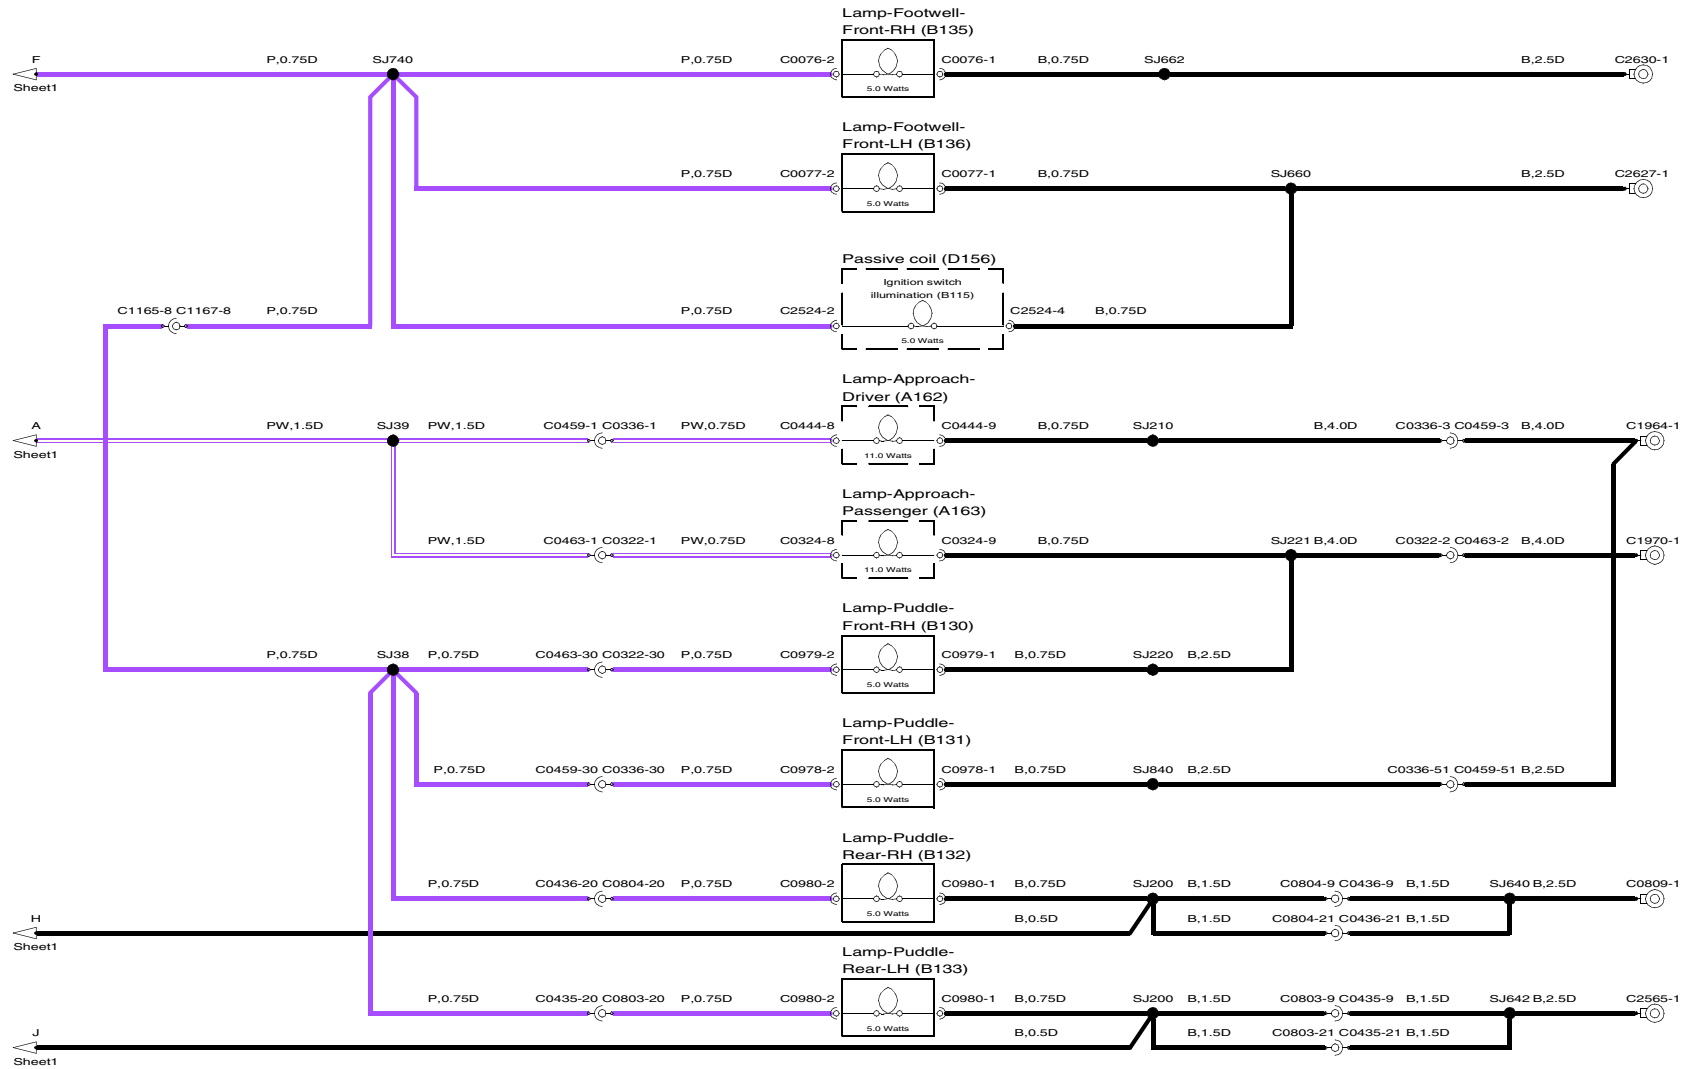 Lamp-Footwell-
Front-RH (B135)
F P,0.75D SJ740 P,0.75D C0076-2 C0076-1 B,0.75D SJ662 B,2.5D C2630-1
Sheet1 5.0 Watts
Lamp-Footwell-
Front-LH (B136)
P,0.75D C0077-2 C0077-1 B,0.75D SJ660 B,2.5D C2627-1
5.0 Watts
Passive coil (D156)
Ignition switch
illumination (B115)
C1165-8 C1167-8 P,0.75D P,0.75D C2524-2 C2524-4 B,0.75D
5.0 Watts
Lamp-Approach-
Driver (A162)
A PW,1.5D SJ39 PW,1.5D C0459-1 C0336-1 PW,0.75D C0444-8 C0444-9 B,0.75D SJ210 B,4.0D C0336-3 C0459-3 B,4.0D C1964-1
Sheet1 11.0 Watts
Lamp-Approach-
Passenger (A163)
PW,1.5D C0463-1 C0322-1 PW,0.75D C0324-8 C0324-9 B,0.75D SJ221 B,4.0D C0322-2 C0463-2 B,4.0D C1970-1
11.0 Watts
Lamp-Puddle-
Front-RH (B130)
P,0.75D SJ38 P,0.75D C0463-30 C0322-30 P,0.75D C0979-2 C0979-1 B,0.75D SJ220 B,2.5D
5.0 Watts
Lamp-Puddle-
Front-LH (B131)
P,0.75D C0459-30 C0336-30 P,0.75D C0978-2 C0978-1 B,0.75D SJ840 B,2.5D C0336-51 C0459-51 B,2.5D
5.0 Watts
Lamp-Puddle-
Rear-RH (B132)
P,0.75D C0436-20 C0804-20 P,0.75D C0980-2 C0980-1 B,0.75D SJ200 B,1.5D C0804-9 C0436-9 B,1.5D SJ640 B,2.5D C0809-1
5.0 Watts
H B,0.5D B,1.5D C0804-21 C0436-21 B,1.5D
Sheet1
Lamp-Puddle-
Rear-LH (B133)
P,0.75D C0435-20 C0803-20 P,0.75D C0980-2 C0980-1 B,0.75D SJ200 B,1.5D C0803-9 C0435-9 B,1.5D SJ642 B,2.5D C2565-1
5.0 Watts
J B,0.5D B,1.5D C0803-21 C0435-21 B,1.5D
Sheet1